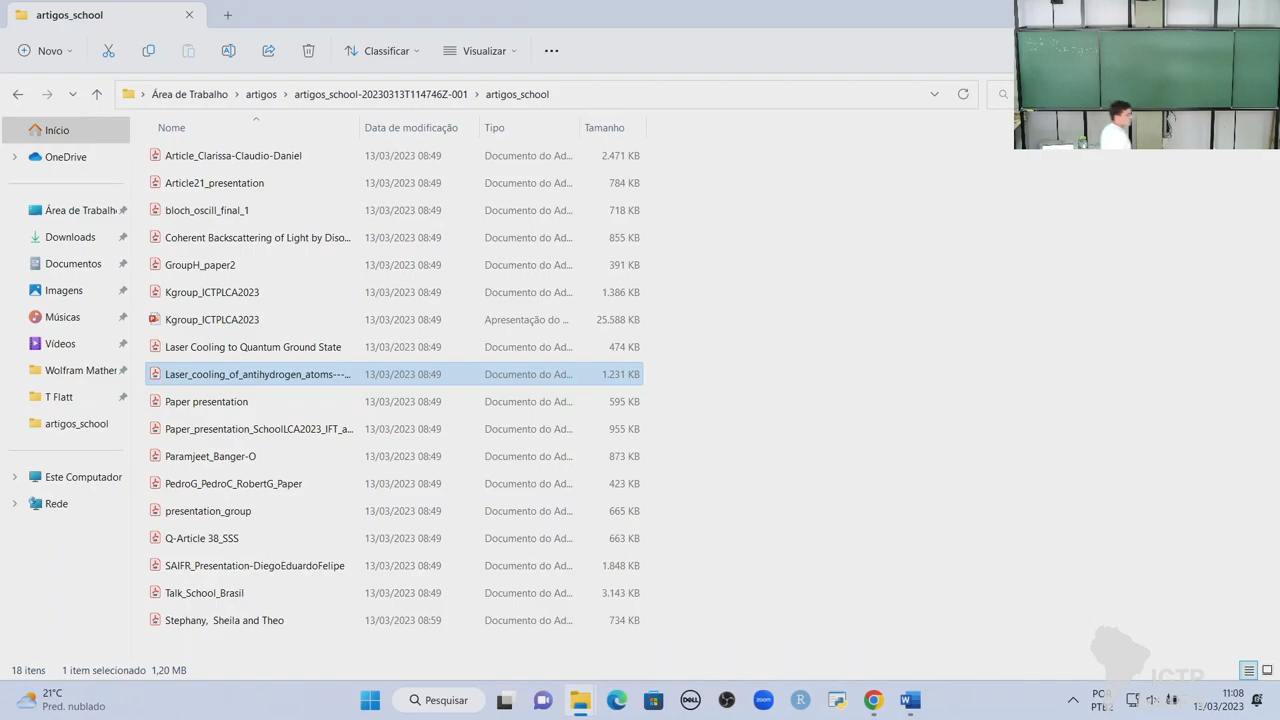 artigos_school
Novo
Classificar
Visualizar
Área de Trabalho
artigos
artigos_school-20230313T114746Z-001
artigos_school
Início
OneDrive
Área de Trabalh
Downloads
Documentos
Imagens
Músicas
Vídeos
Wolfram Mather
T Flatt
artigos_school
Este Computador
Rede
Nome Data de modificação Tipo Tamanho
Article_Clarissa-Claudio-Daniel 13/03/2023 08:49 Documento do Ad... 2.471 KB
Article21_presentation 13/03/2023 08:49 Documento do Ad... 784 KB
bloch_oscill_final_1 13/03/2023 08:49 Documento do Ad... 718 KB
Coherent Backscattering of Light by Diso... 13/03/2023 08:49 Documento do Ad... 855 KB
GroupH_paper2 13/03/2023 08:49 Documento do Ad... 391 KB
Kgroup_ICTPLCA2023 13/03/2023 08:49 Documento do Ad... 1.386 KB
Kgroup_ICTPLCA2023 13/03/2023 08:49 Apresentação do ... 25.588 KB
Laser Cooling to Quantum Ground State 13/03/2023 08:49 Documento do Ad... 474 KB
Laser_cooling_of_antihydrogen_atoms---... 13/03/2023 08:49 Documento do Ad... 1.231 KB
Paper presentation 13/03/2023 08:49 Documento do Ad... 595 KB
Paper_presentation_SchoolLCA2023_IFT_a... 13/03/2023 08:49 Documento do Ad... 955 KB
Paramjeet_Banger-O 13/03/2023 08:49 Documento do Ad... 873 KB
PedroG_PedroC_RobertG_Paper 13/03/2023 08:49 Documento do Ad... 423 KB
presentation_group 13/03/2023 08:49 Documento do Ad... 665 KB
Q-Article 38_SSS 13/03/2023 08:49 Documento do Ad... 663 KB
SAIFR_Presentation-DiegoEduardoFelipe 13/03/2023 08:49 Documento do Ad... 1.848 KB
Talk_School_Brasil 13/03/2023 08:49 Documento do Ad... 3.143 KB
Stephany, Sheila and Theo 13/03/2023 08:59 Documento do Ad... 734 KB
18 itens 1 item selecionado 1,20 MB
ICTP
21°C
Pred. nublado
Pesquisar
DELL
zoom
R
W
POR
PTB2
11:08
15/03/2023